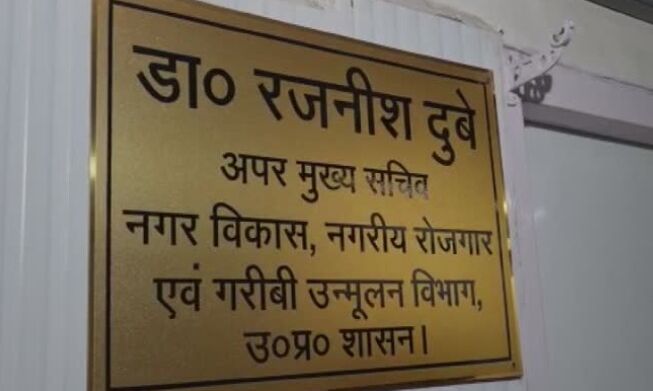 डा० रजनीश दुबे
अपर मुख्य सचिव
नगर विकास, नगरीय रोजगार
एवं गरीबी उन्मूलन विभाग,
उ०प्र० शासन।